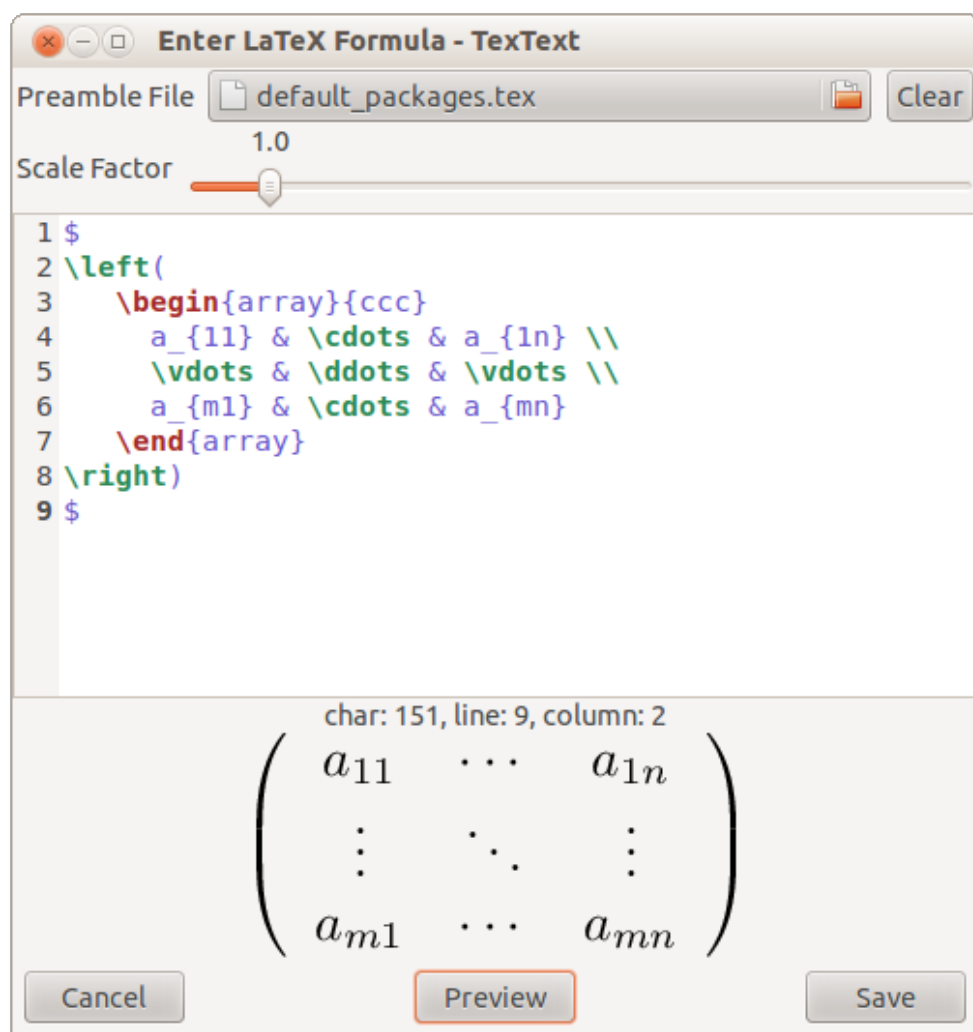 Enter LaTeX Formula - TexText
Preamble File default_packages.tex Clear
1.0
Scale Factor
1 $
2 \left(
3    \begin{array}{ccc}
4      a_{11} & \cdots & a_{1n} \\
5      \vdots & \ddots & \vdots \\
6      a_{m1} & \cdots & a_{mn}
7    \end{array}
8 \right)
9 $
char: 151, line: 9, column: 2
( a₁₁ ⋯ a₁ₙ
⋮ ⋱ ⋮
aₘ₁ ⋯ aₘₙ )
Cancel Preview Save